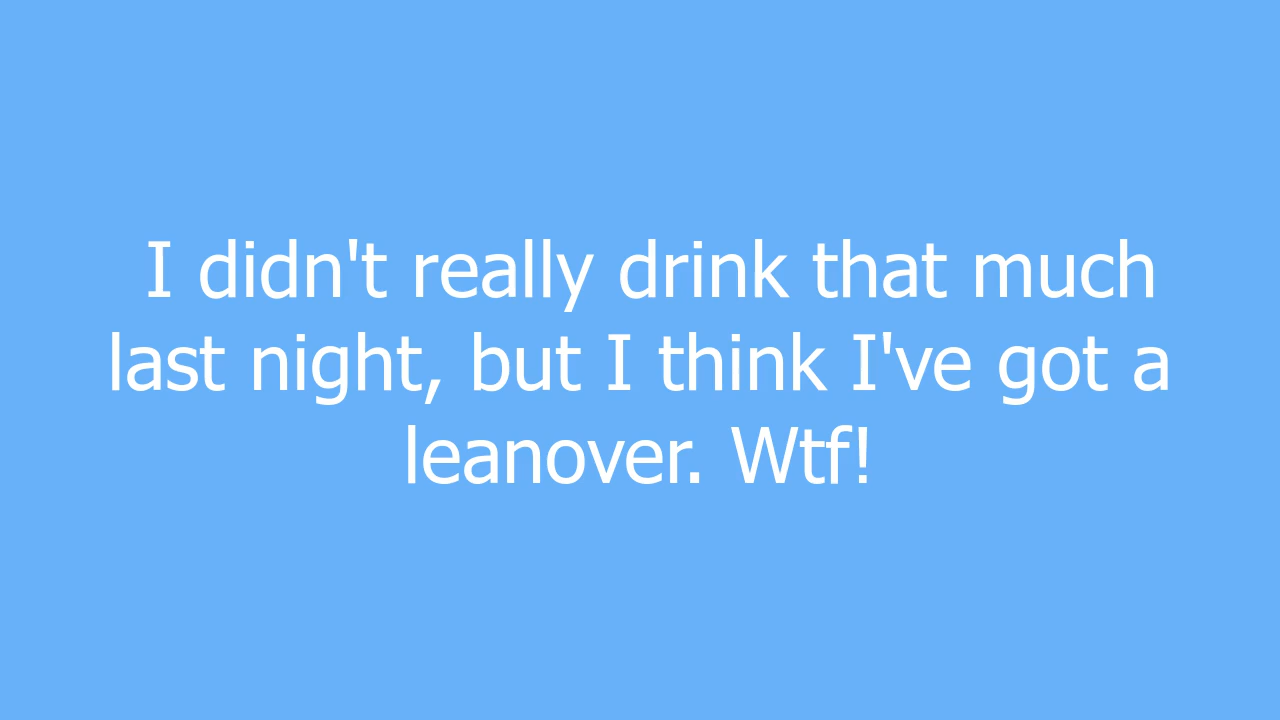 I didn't really drink that much
last night, but I think I've got a
leanover. Wtf!